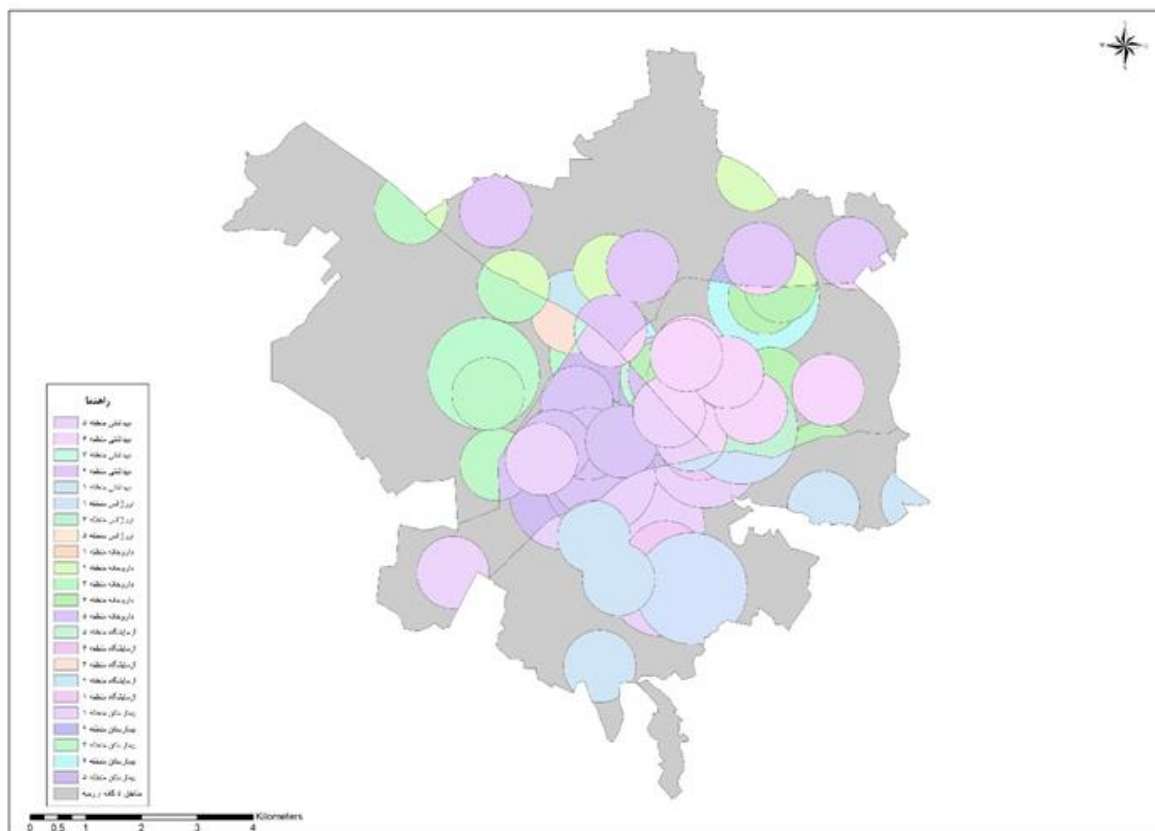 راهنما
بهداشتی منطقه ۵
بهداشتی منطقه ۴
بهداشتی منطقه ۳
بهداشتی منطقه ۲
بهداشتی منطقه ۱
اورژانس منطقه ۱
اورژانس منطقه ۳
اورژانس منطقه ۵
داروخانه منطقه ۱
داروخانه منطقه ۲
داروخانه منطقه ۳
داروخانه منطقه ۴
داروخانه منطقه ۵
آزمایشگاه منطقه ۵
آزمایشگاه منطقه ۴
آزمایشگاه منطقه ۳
آزمایشگاه منطقه ۲
آزمایشگاه منطقه ۱
بیمارستان منطقه ۱
بیمارستان منطقه ۲
بیمارستان منطقه ۳
بیمارستان منطقه ۴
بیمارستان منطقه ۵
مناطق ۵ گانه ارومیه
Kilometers
0 0.5 1 2 3 4